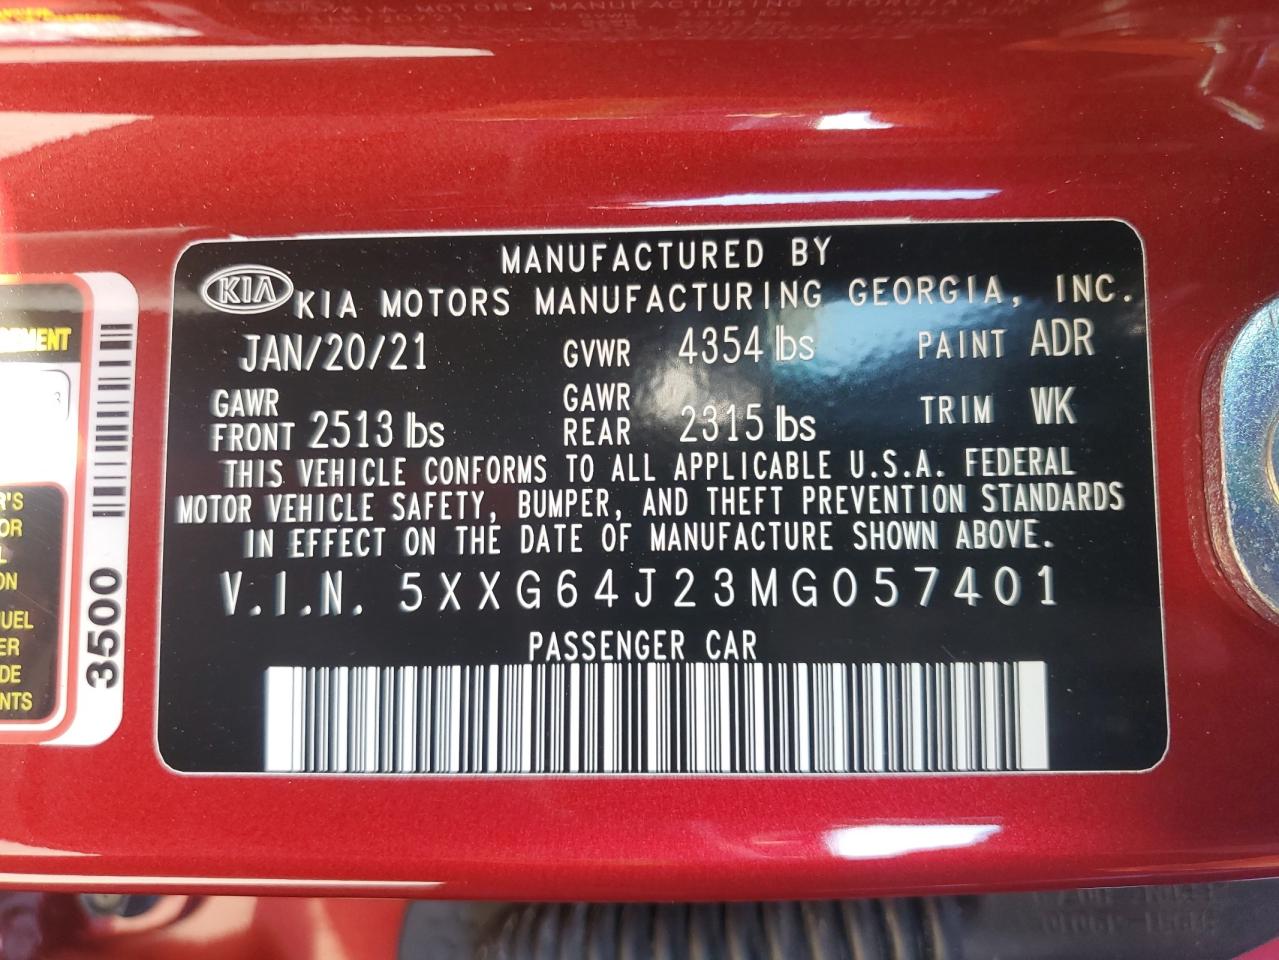 MANUFACTURED BY
KIA KIA MOTORS MANUFACTURING GEORGIA, INC.
JAN/20/21 GVWR 4354 lbs PAINT ADR
GAWR FRONT 2513 lbs GAWR REAR 2315 lbs TRIM WK
THIS VEHICLE CONFORMS TO ALL APPLICABLE U.S.A. FEDERAL
MOTOR VEHICLE SAFETY, BUMPER, AND THEFT PREVENTION STANDARDS
IN EFFECT ON THE DATE OF MANUFACTURE SHOWN ABOVE.
V.I.N. 5XXG64J23MG057401
PASSENGER CAR
3500